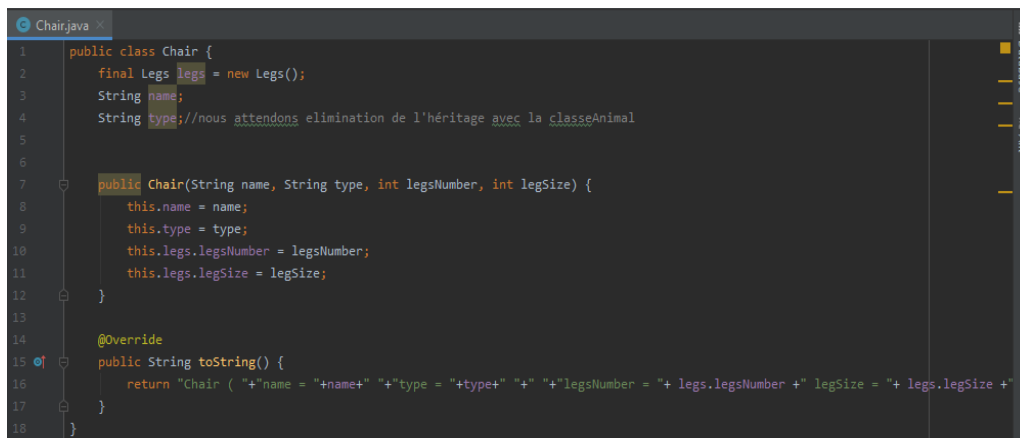 Chair.java
1 public class Chair {
2 final Legs legs = new Legs();
3 String name;
4 String type;//nous attendons elimination de l'héritage avec la classeAnimal
5
6
7 public Chair(String name, String type, int legsNumber, int legSize) {
8 this.name = name;
9 this.type = type;
10 this.legs.legsNumber = legsNumber;
11 this.legs.legSize = legSize;
12 }
13
14 @Override
15 public String toString() {
16 return "Chair ( "+"name = "+name+" "+"type = "+type+" "+" "+"legsNumber = "+ legs.legsNumber +" legSize = "+ legs.legSize +"
17 }
18 }